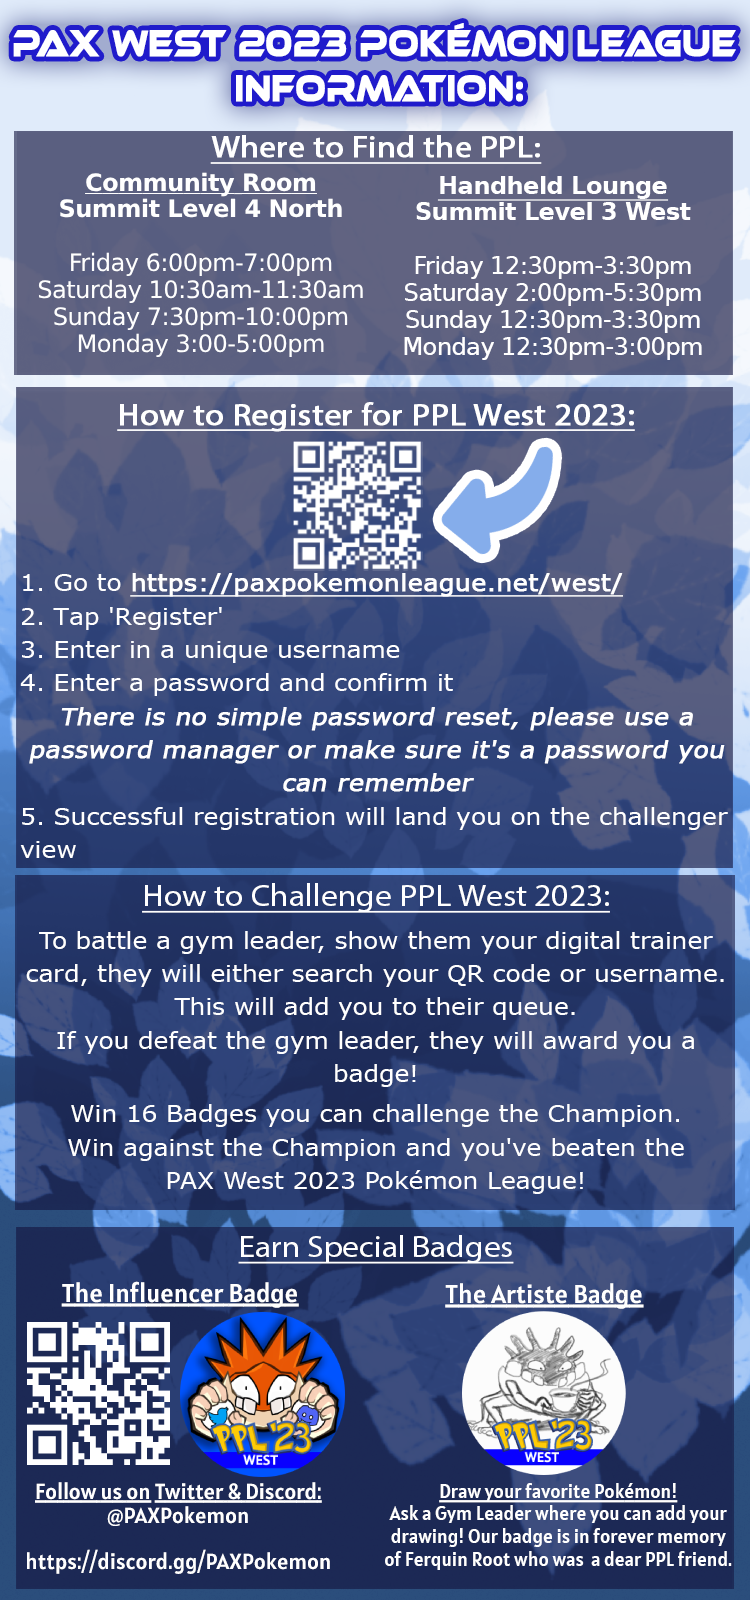 PAX WEST 2023 POKÉMON LEAGUE
INFORMATION:
Where to Find the PPL:
Community Room
Summit Level 4 North
Friday 6:00pm-7:00pm
Saturday 10:30am-11:30am
Sunday 7:30pm-10:00pm
Monday 3:00-5:00pm
Handheld Lounge
Summit Level 3 West
Friday 12:30pm-3:30pm
Saturday 2:00pm-5:30pm
Sunday 12:30pm-3:30pm
Monday 12:30pm-3:00pm
How to Register for PPL West 2023:
1. Go to https://paxpokemonleague.net/west/
2. Tap 'Register'
3. Enter in a unique username
4. Enter a password and confirm it
There is no simple password reset, please use a
password manager or make sure it's a password you
can remember
5. Successful registration will land you on the challenger
view
How to Challenge PPL West 2023:
To battle a gym leader, show them your digital trainer
card, they will either search your QR code or username.
This will add you to their queue.
If you defeat the gym leader, they will award you a
badge!
Win 16 Badges you can challenge the Champion.
Win against the Champion and you've beaten the
PAX West 2023 Pokémon League!
Earn Special Badges
The Influencer Badge
PPL '23
WEST
Follow us on Twitter & Discord:
@PAXPokemon
https://discord.gg/PAXPokemon
The Artiste Badge
PPL '23
WEST
Draw your favorite Pokémon!
Ask a Gym Leader where you can add your
drawing! Our badge is in forever memory
of Ferquin Root who was a dear PPL friend.